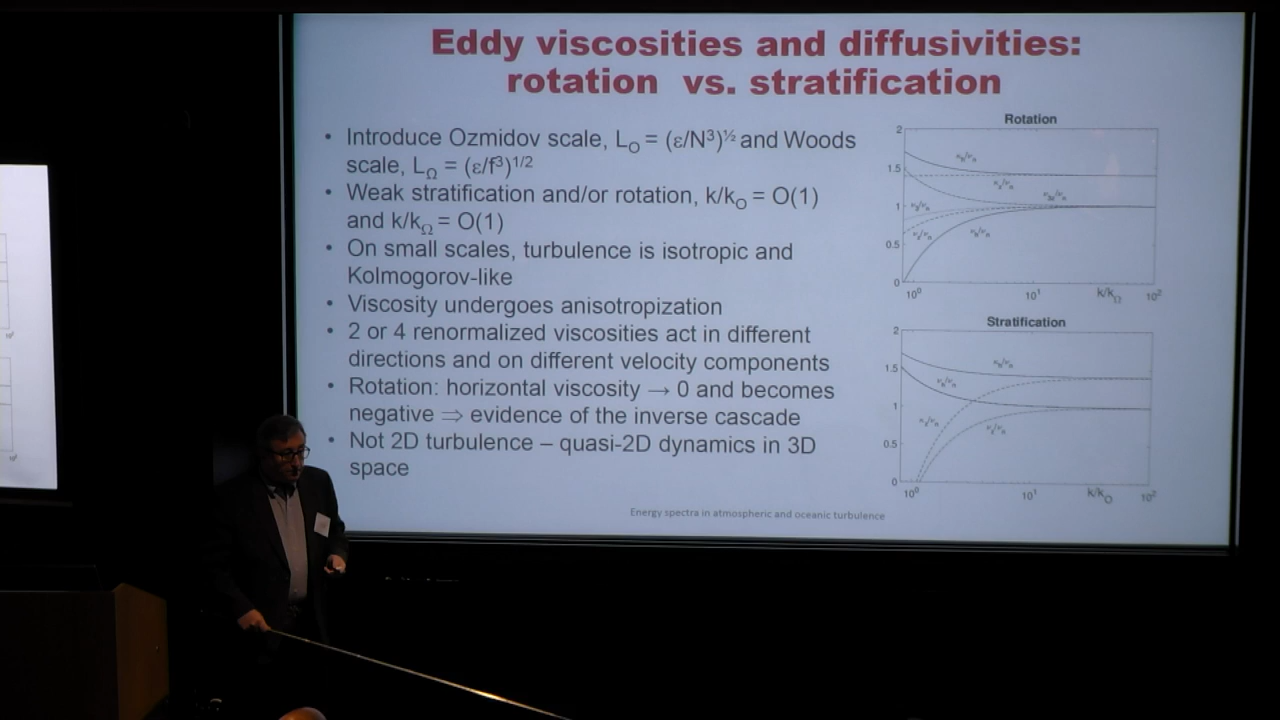 Eddy viscosities and diffusivities:
rotation vs. stratification
• Introduce Ozmidov scale, L_O = (ε/N³)^½ and Woods
scale, L_Ω = (ε/f³)^1/2
• Weak stratification and/or rotation, k/k_O = O(1)
and k/k_Ω = O(1)
• On small scales, turbulence is isotropic and
Kolmogorov-like
• Viscosity undergoes anisotropization
• 2 or 4 renormalized viscosities act in different
directions and on different velocity components
• Rotation: horizontal viscosity → 0 and becomes
negative ⇒ evidence of the inverse cascade
• Not 2D turbulence – quasi-2D dynamics in 3D
space
Rotation
2
1.5
1
0.5
0
10⁰
10¹
k/k_Ω
10²
Stratification
2
1.5
1
0.5
0
10⁰
10¹
k/k_O
10²
Energy spectra in atmospheric and oceanic turbulence